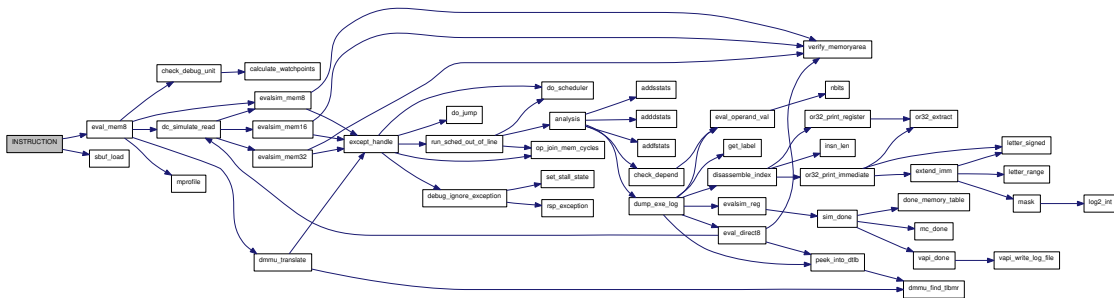 INSTRUCTION
eval_mem8
sbuf_load
check_debug_unit
dc_simulate_read
mprofile
dmmu_translate
calculate_watchpoints
evalsim_mem8
evalsim_mem16
evalsim_mem32
except_handle
do_jump
run_sched_out_of_line
debug_ignore_exception
do_scheduler
analysis
op_join_mem_cycles
set_stall_state
rsp_exception
addsstats
adddstats
addfstats
check_depend
dump_exe_log
eval_operand_val
get_label
disassemble_index
evalsim_reg
eval_direct8
verify_memoryarea
nbits
or32_print_register
insn_len
or32_print_immediate
sim_done
peek_into_dtlb
or32_extract
extend_imm
done_memory_table
mc_done
vapi_done
dmmu_find_tlbmr
letter_signed
letter_range
mask
vapi_write_log_file
log2_int